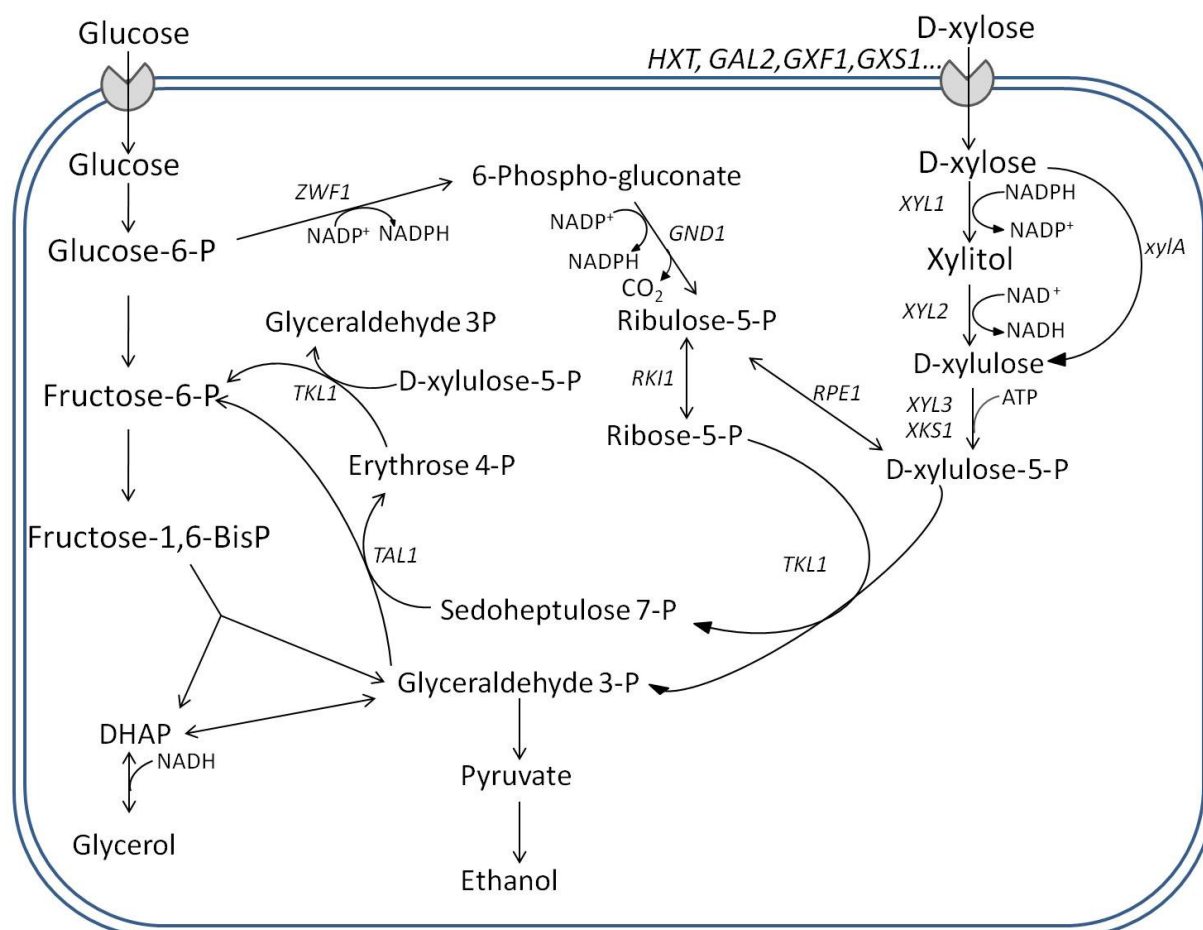 Glucose
D-xylose
HXT, GAL2,GXF1,GXS1...
Glucose
D-xylose
ZWF1
6-Phospho-gluconate
NADP+ NADPH
XYL1
NADPH
NADP+
Glucose-6-P
NADP+
GND1
NADPH
CO2
Xylitol
xylA
XYL2
NAD+
NADH
Glyceraldehyde 3P
Ribulose-5-P
D-xylulose
Fructose-6-P
TKL1
D-xylulose-5-P
RKI1
RPE1
XYL3
XKS1
ATP
Erythrose 4-P
Ribose-5-P
D-xylulose-5-P
Fructose-1,6-BisP
TAL1
TKL1
Sedoheptulose 7-P
Glyceraldehyde 3-P
DHAP
NADH
Pyruvate
Glycerol
Ethanol